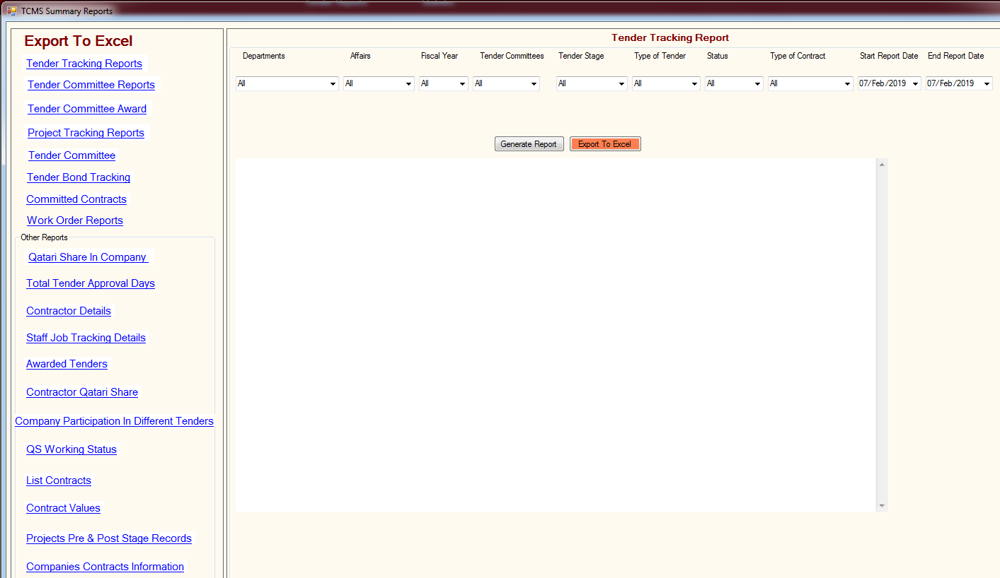 TCMS Summary Reports
Export To Excel
Tender Tracking Reports
Tender Committee Reports
Tender Committee Award
Project Tracking Reports
Tender Committee
Tender Bond Tracking
Committed Contracts
Work Order Reports
Other Reports
Qatari Share In Company
Total Tender Approval Days
Contractor Details
Staff Job Tracking Details
Awarded Tenders
Contractor Qatari Share
Company Participation In Different Tenders
QS Working Status
List Contracts
Contract Values
Projects Pre & Post Stage Records
Companies Contracts Information
Tender Tracking Report
Departments Affairs Fiscal Year Tender Committees Tender Stage Type of Tender Status Type of Contract Start Report Date End Report Date
All All All All All All All All 07/Feb/2019 07/Feb/2019
Generate Report Export To Excel